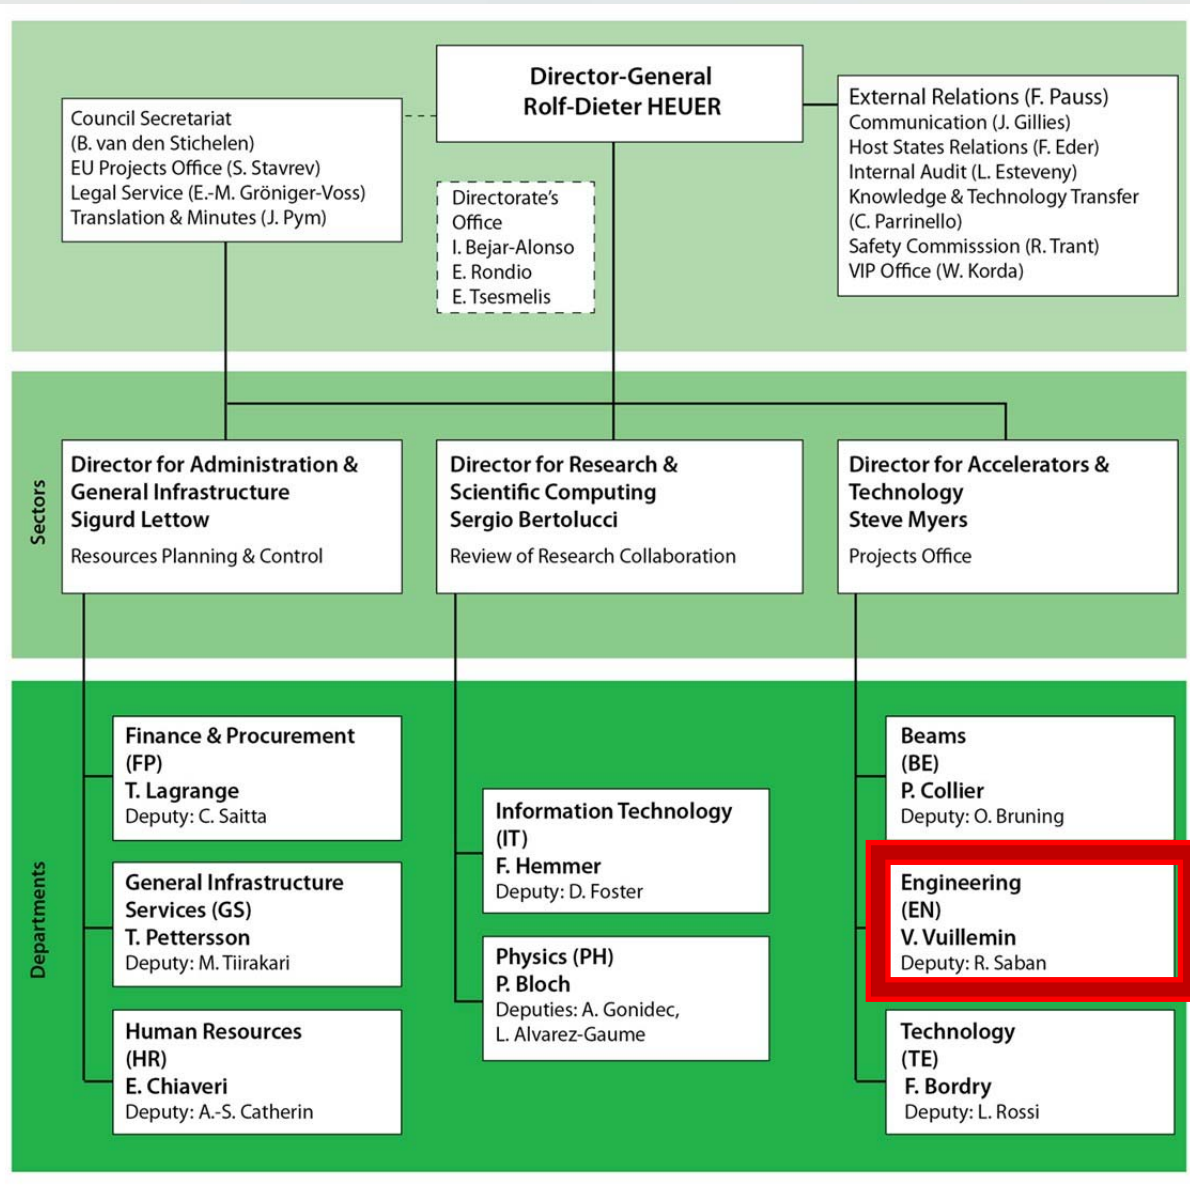 Director-General
Rolf-Dieter HEUER
Council Secretariat
(B. van den Stichelen)
EU Projects Office (S. Stavrev)
Legal Service (E.-M. Gröniger-Voss)
Translation & Minutes (J. Pym)
Directorate's
Office
I. Bejar-Alonso
E. Rondio
E. Tsesmelis
External Relations (F. Pauss)
Communication (J. Gillies)
Host States Relations (F. Eder)
Internal Audit (L. Esteveny)
Knowledge & Technology Transfer
(C. Parrinello)
Safety Commisssion (R. Trant)
VIP Office (W. Korda)
Sectors
Director for Administration &
General Infrastructure
Sigurd Lettow
Resources Planning & Control
Director for Research &
Scientific Computing
Sergio Bertolucci
Review of Research Collaboration
Director for Accelerators &
Technology
Steve Myers
Projects Office
Departments
Finance & Procurement
(FP)
T. Lagrange
Deputy: C. Saitta
General Infrastructure
Services (GS)
T. Pettersson
Deputy: M. Tiirakari
Human Resources
(HR)
E. Chiaveri
Deputy: A.-S. Catherin
Information Technology
(IT)
F. Hemmer
Deputy: D. Foster
Physics (PH)
P. Bloch
Deputies: A. Gonidec,
L. Alvarez-Gaume
Beams
(BE)
P. Collier
Deputy: O. Bruning
Engineering
(EN)
V. Vuillemin
Deputy: R. Saban
Technology
(TE)
F. Bordry
Deputy: L. Rossi